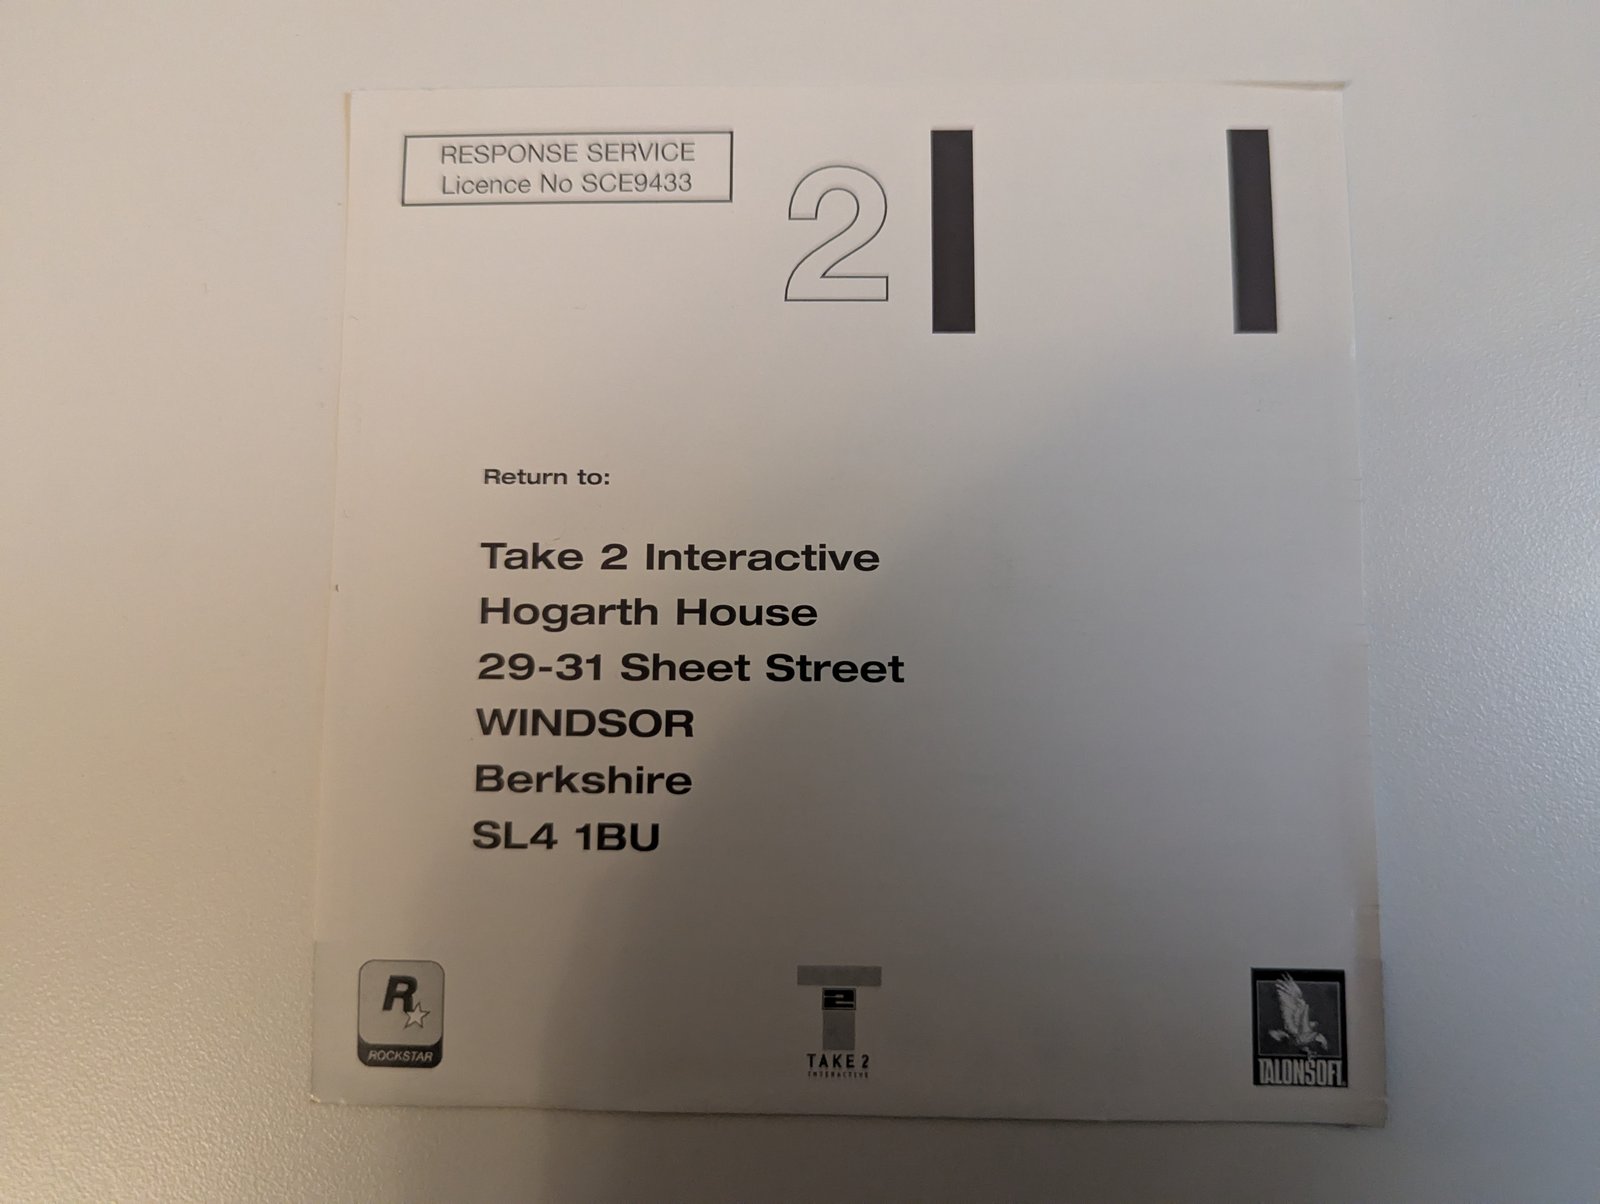 RESPONSE SERVICE
Licence No SCE9433
2
Return to:
Take 2 Interactive
Hogarth House
29-31 Sheet Street
WINDSOR
Berkshire
SL4 1BU
R
ROCKSTAR
2
TAKE 2
INTERACTIVE
TALONSOFT